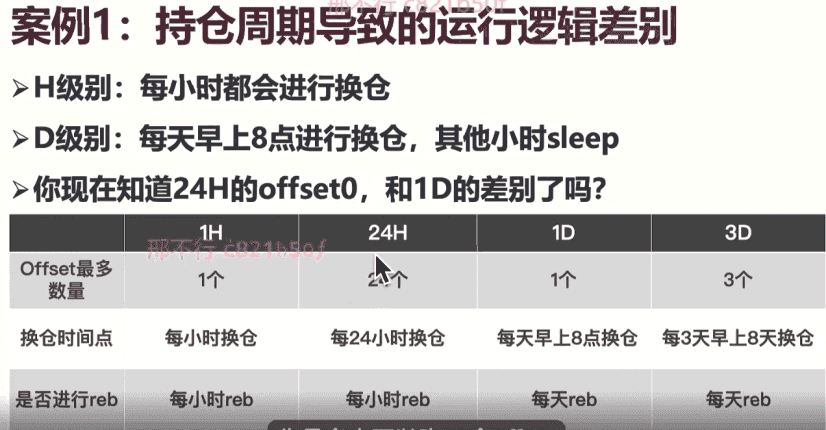 案例1：持仓周期导致的运行逻辑差别
➢H级别：每小时都会进行换仓
➢D级别：每天早上8点进行换仓，其他小时sleep
➢你现在知道24H的offset0，和1D的差别了吗？
1H 24H 1D 3D
Offset最多数量 1个 个 1个 3个
换仓时间点 每小时换仓 每24小时换仓 每天早上8点换仓 每3天早上8天换仓
是否进行reb 每小时reb 每小时reb 每天reb 每天reb